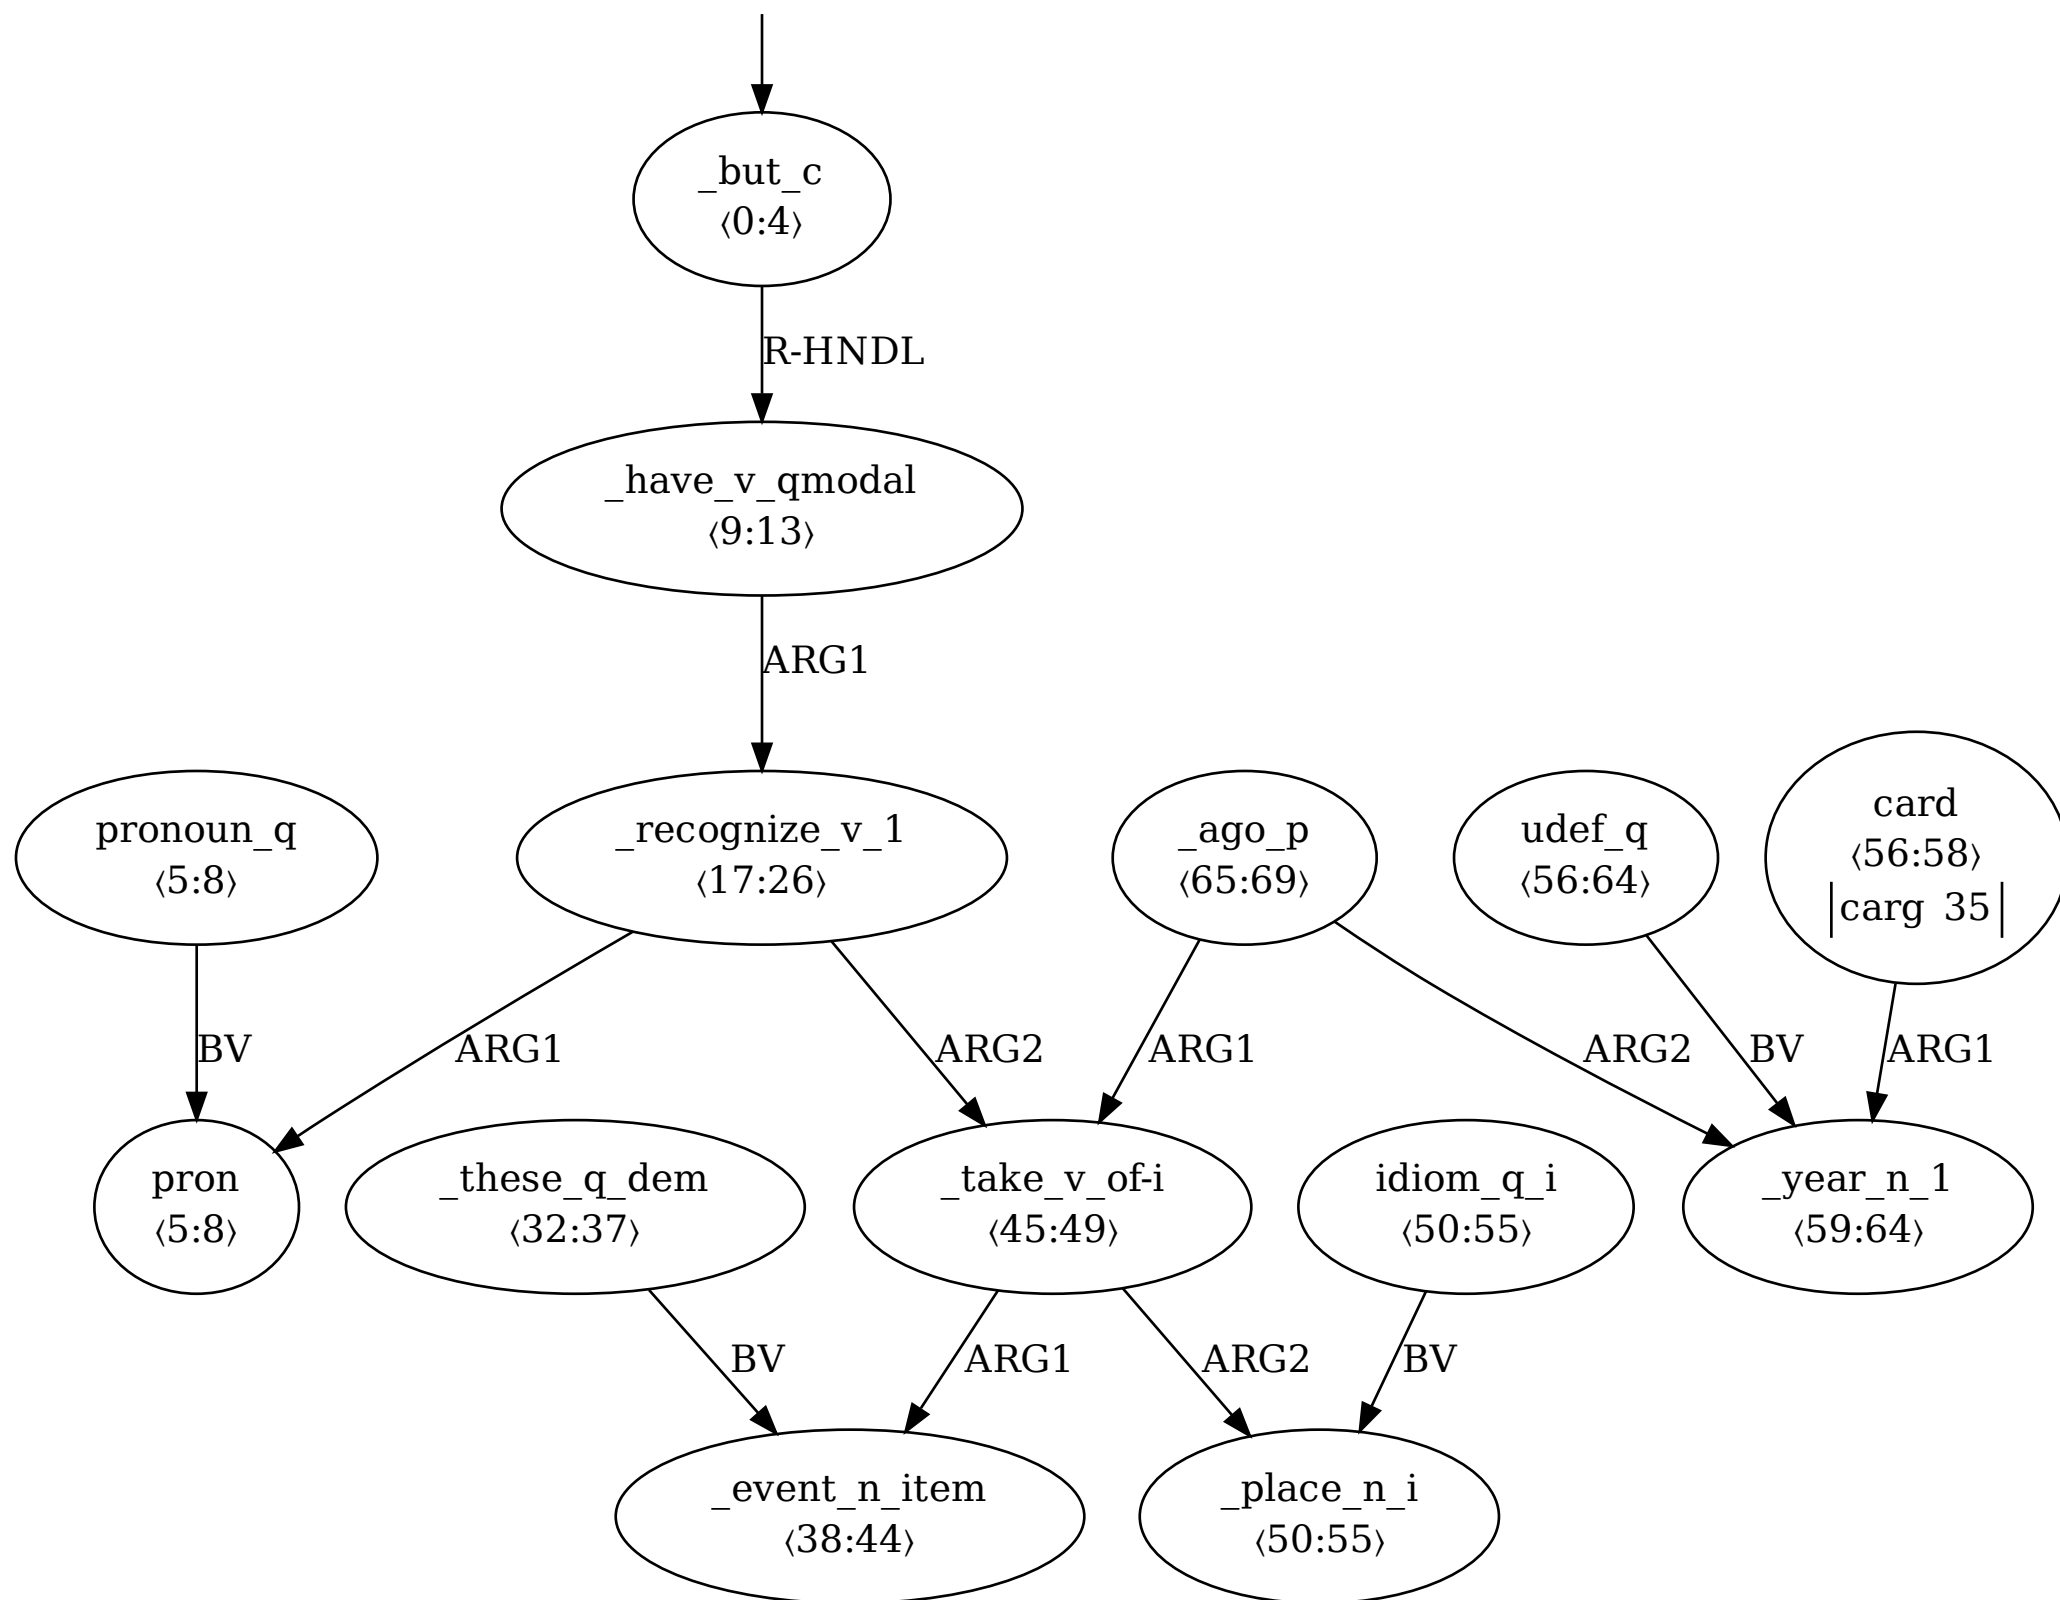 _but_c
⟨0:4⟩
R-HNDL
_have_v_qmodal
⟨9:13⟩
ARG1
pronoun_q
⟨5:8⟩
_recognize_v_1
⟨17:26⟩
_ago_p
⟨65:69⟩
udef_q
⟨56:64⟩
card
⟨56:58⟩
|carg 35|
BV
ARG1
ARG2
ARG1
ARG2
BV
ARG1
pron
⟨5:8⟩
_these_q_dem
⟨32:37⟩
_take_v_of-i
⟨45:49⟩
idiom_q_i
⟨50:55⟩
_year_n_1
⟨59:64⟩
BV
ARG1
ARG2
BV
_event_n_item
⟨38:44⟩
_place_n_i
⟨50:55⟩